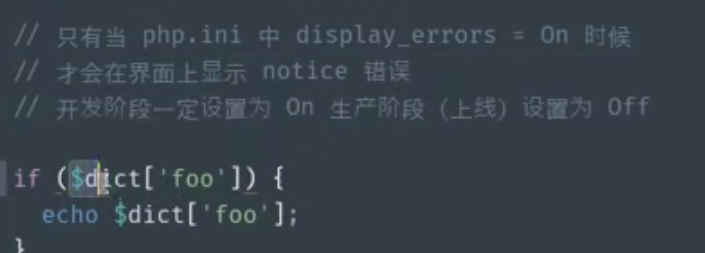 // 只有当 php.ini 中 display_errors = On 时候
// 才会在界面上显示 notice 错误
// 开发阶段一定设置为 On 生产阶段（上线）设置为 Off
if ($dict['foo']) {
echo $dict['foo'];
}